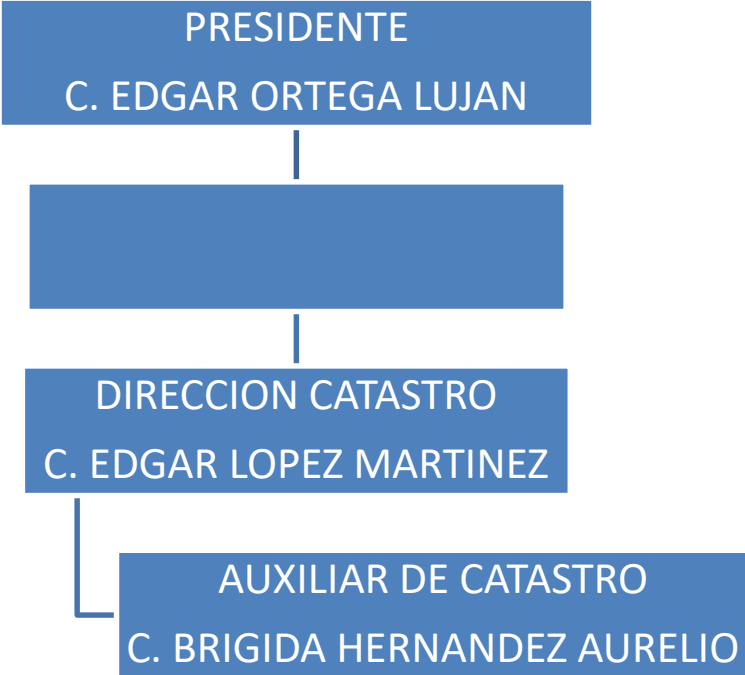 PRESIDENTE
C. EDGAR ORTEGA LUJAN
DIRECCION CATASTRO
C. EDGAR LOPEZ MARTINEZ
AUXILIAR DE CATASTRO
C. BRIGIDA HERNANDEZ AURELIO